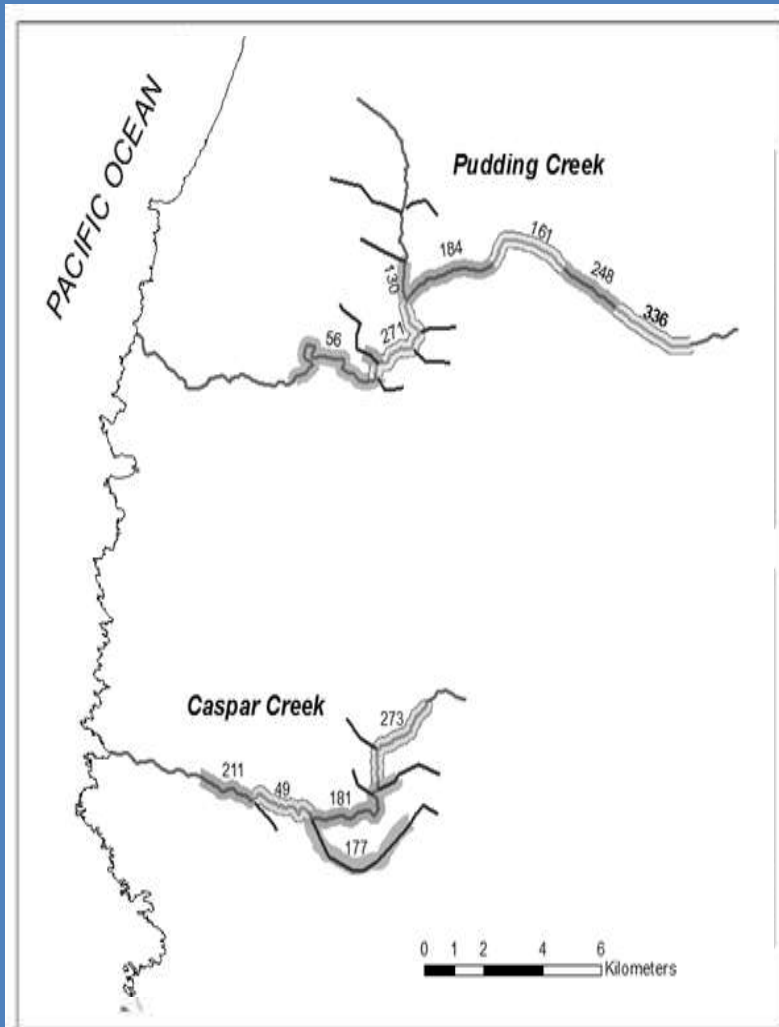 PACIFIC OCEAN
Pudding Creek
161
184
248
130
336
271
56
Caspar Creek
273
211
49
181
177
0 1 2 4 6
Kilometers